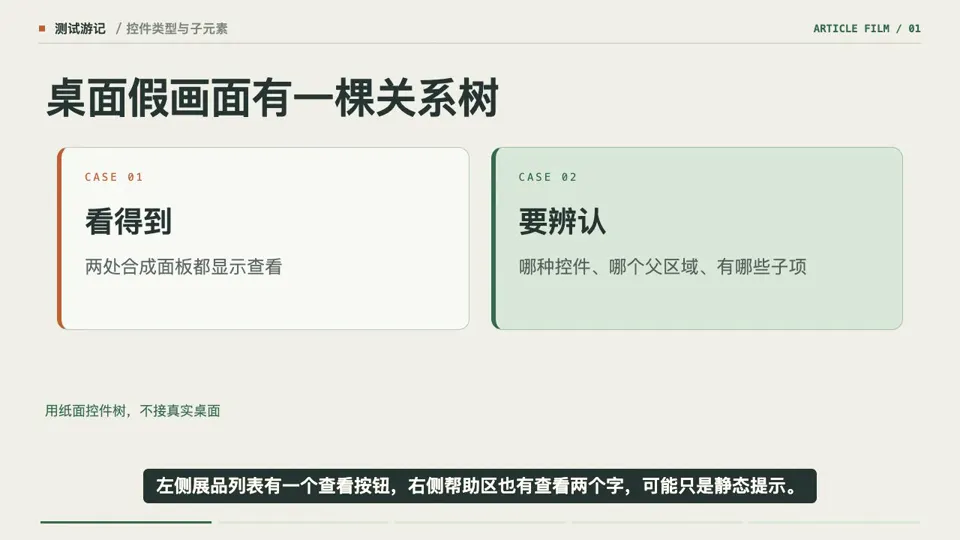 测试游记 / 控件类型与子元素
ARTICLE FILM / 01
桌面假画面有一棵关系树
CASE 01
看得到
两处合成面板都显示查看
CASE 02
要辨认
哪种控件、哪个父区域、有哪些子项
用纸面控件树，不接真实桌面
左侧展品列表有一个查看按钮，右侧帮助区也有查看两个字，可能只是静态提示。